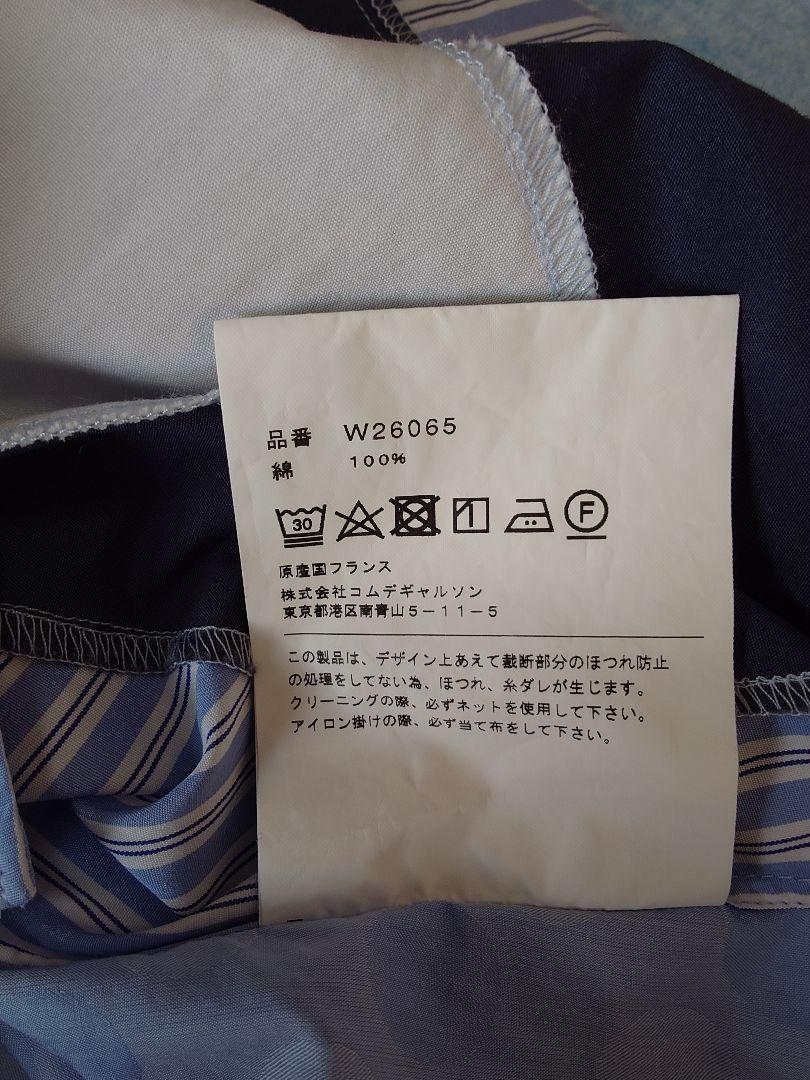 品番 W26065
綿 100%
30 F
原産国フランス
株式会社コムデギャルソン
東京都港区南青山5-11-5
この製品は、デザイン上あえて裁断部分のほつれ防止
の処理をしてない為、ほつれ、糸ダレが生じます。
クリーニングの際、必ずネットを使用して下さい。
アイロン掛けの際、必ず当て布をして下さい。